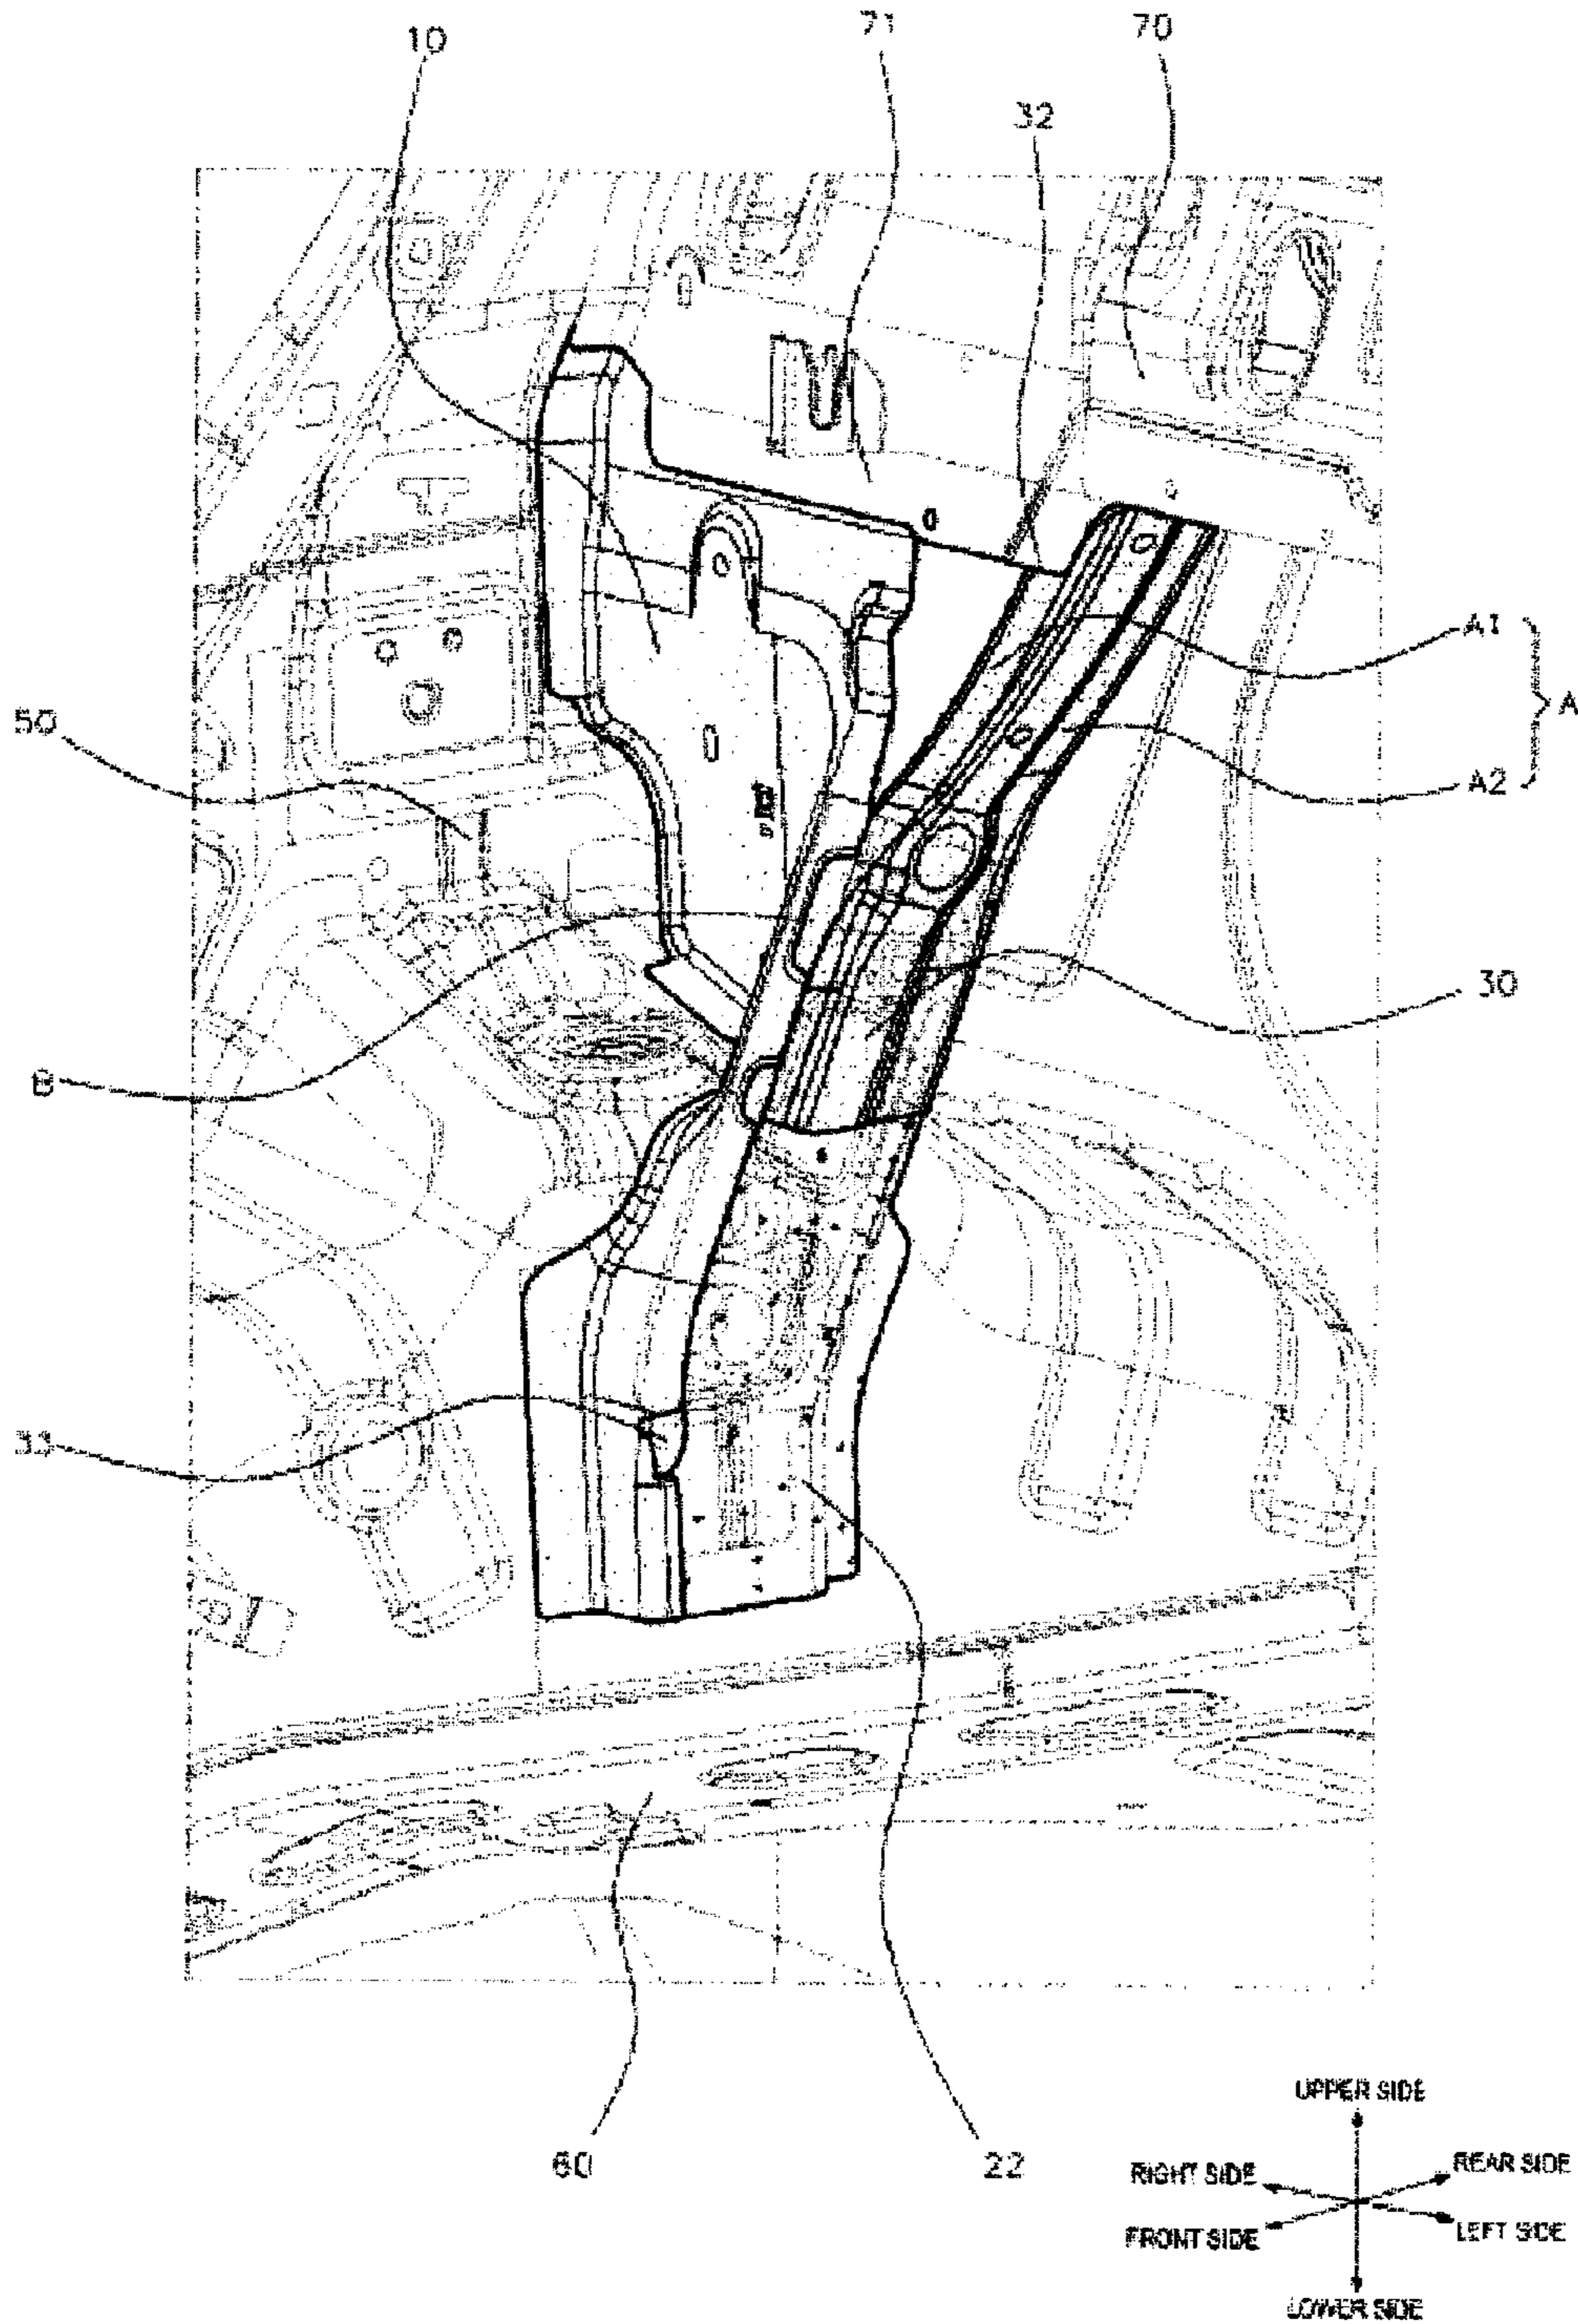 10
71
70
32
A1
A
50
A2
30
B
33
60
22
UPPER SIDE
RIGHT SIDE
REAR SIDE
FRONT SIDE
LEFT SIDE
LOWER SIDE